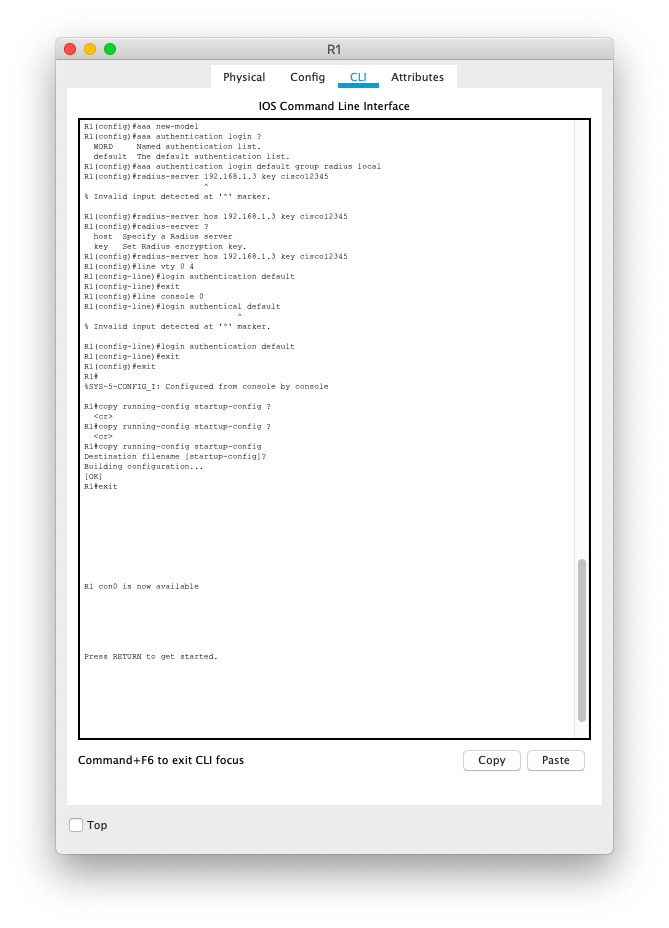 R1
Physical Config CLI Attributes
IOS Command Line Interface
R1(config)#aaa new-model
R1(config)#aaa authentication login ?
  WORD     Named authentication list.
  default  The default authentication list.
R1(config)#aaa authentication login default group radius local
R1(config)#radius-server 192.168.1.3 key cisco12345
                         ^
% Invalid input detected at '^' marker.
R1(config)#radius-server hos 192.168.1.3 key cisco12345
R1(config)#radius-server ?
  host  Specify a Radius server
  key   Set Radius encryption key.
R1(config)#radius-server hos 192.168.1.3 key cisco12345
R1(config)#line vty 0 4
R1(config-line)#login authentication default
R1(config-line)#exit
R1(config)#line console 0
R1(config-line)#login authentical default
                                ^
% Invalid input detected at '^' marker.
R1(config-line)#login authentication default
R1(config-line)#exit
R1(config)#exit
R1#
%SYS-5-CONFIG_I: Configured from console by console
R1#copy running-config startup-config ?
  <cr>
R1#copy running-config startup-config ?
  <cr>
R1#copy running-config startup-config
Destination filename [startup-config]?
Building configuration...
[OK]
R1#exit
R1 con0 is now available
Press RETURN to get started.
Command+F6 to exit CLI focus Copy Paste
Top